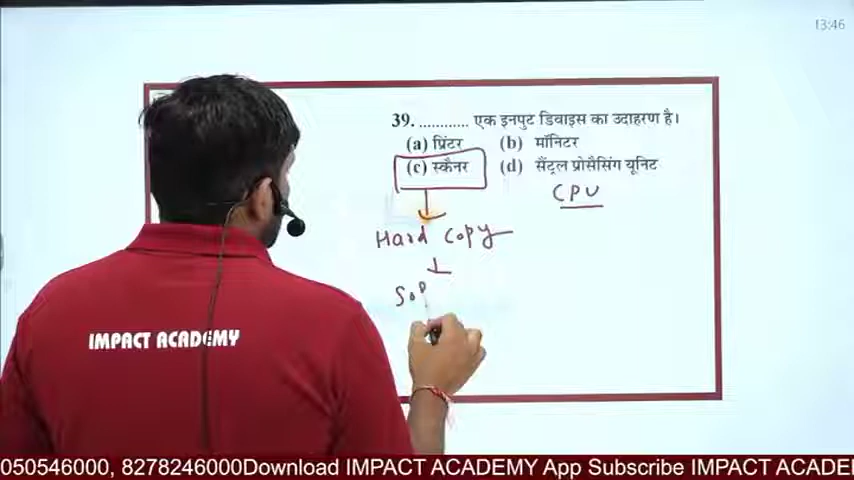 13:46
39. ............ एक इनपुट डिवाइस का उदाहरण है।
(a) प्रिंटर (b) मॉनिटर
(c) स्कैनर (d) सैंट्रल प्रोसैसिंग यूनिट
CPU
Hard Copy
IMPACT ACADEMY
050546000, 8278246000Download IMPACT ACADEMY App Subscribe IMPACT ACADE